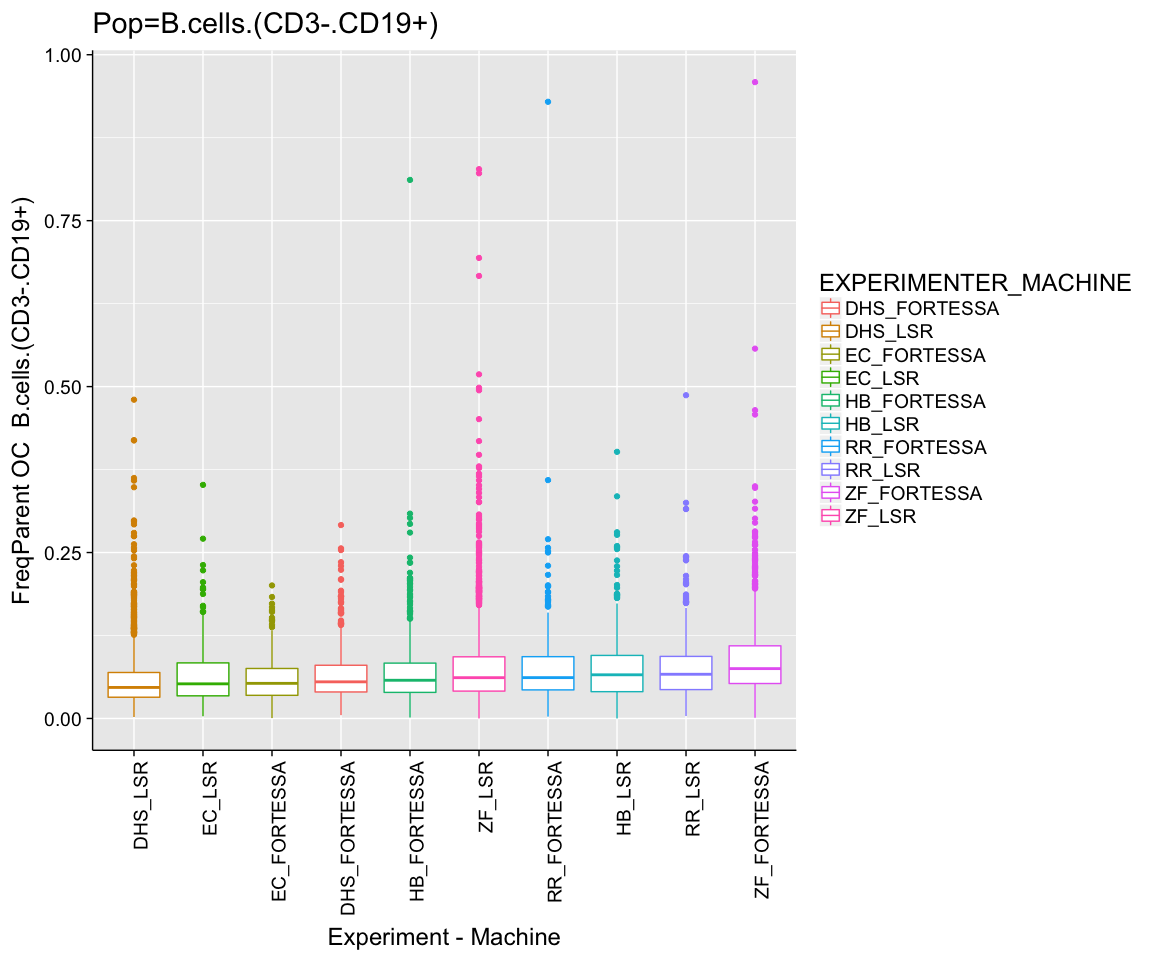 Pop=B.cells.(CD3-.CD19+)
FreqParent OC  B.cells.(CD3-.CD19+)
1.00
0.75
0.50
0.25
0.00
DHS_LSR
EC_LSR
EC_FORTESSA
DHS_FORTESSA
HB_FORTESSA
ZF_LSR
RR_FORTESSA
HB_LSR
RR_LSR
ZF_FORTESSA
Experiment - Machine
EXPERIMENTER_MACHINE
DHS_FORTESSA
DHS_LSR
EC_FORTESSA
EC_LSR
HB_FORTESSA
HB_LSR
RR_FORTESSA
RR_LSR
ZF_FORTESSA
ZF_LSR